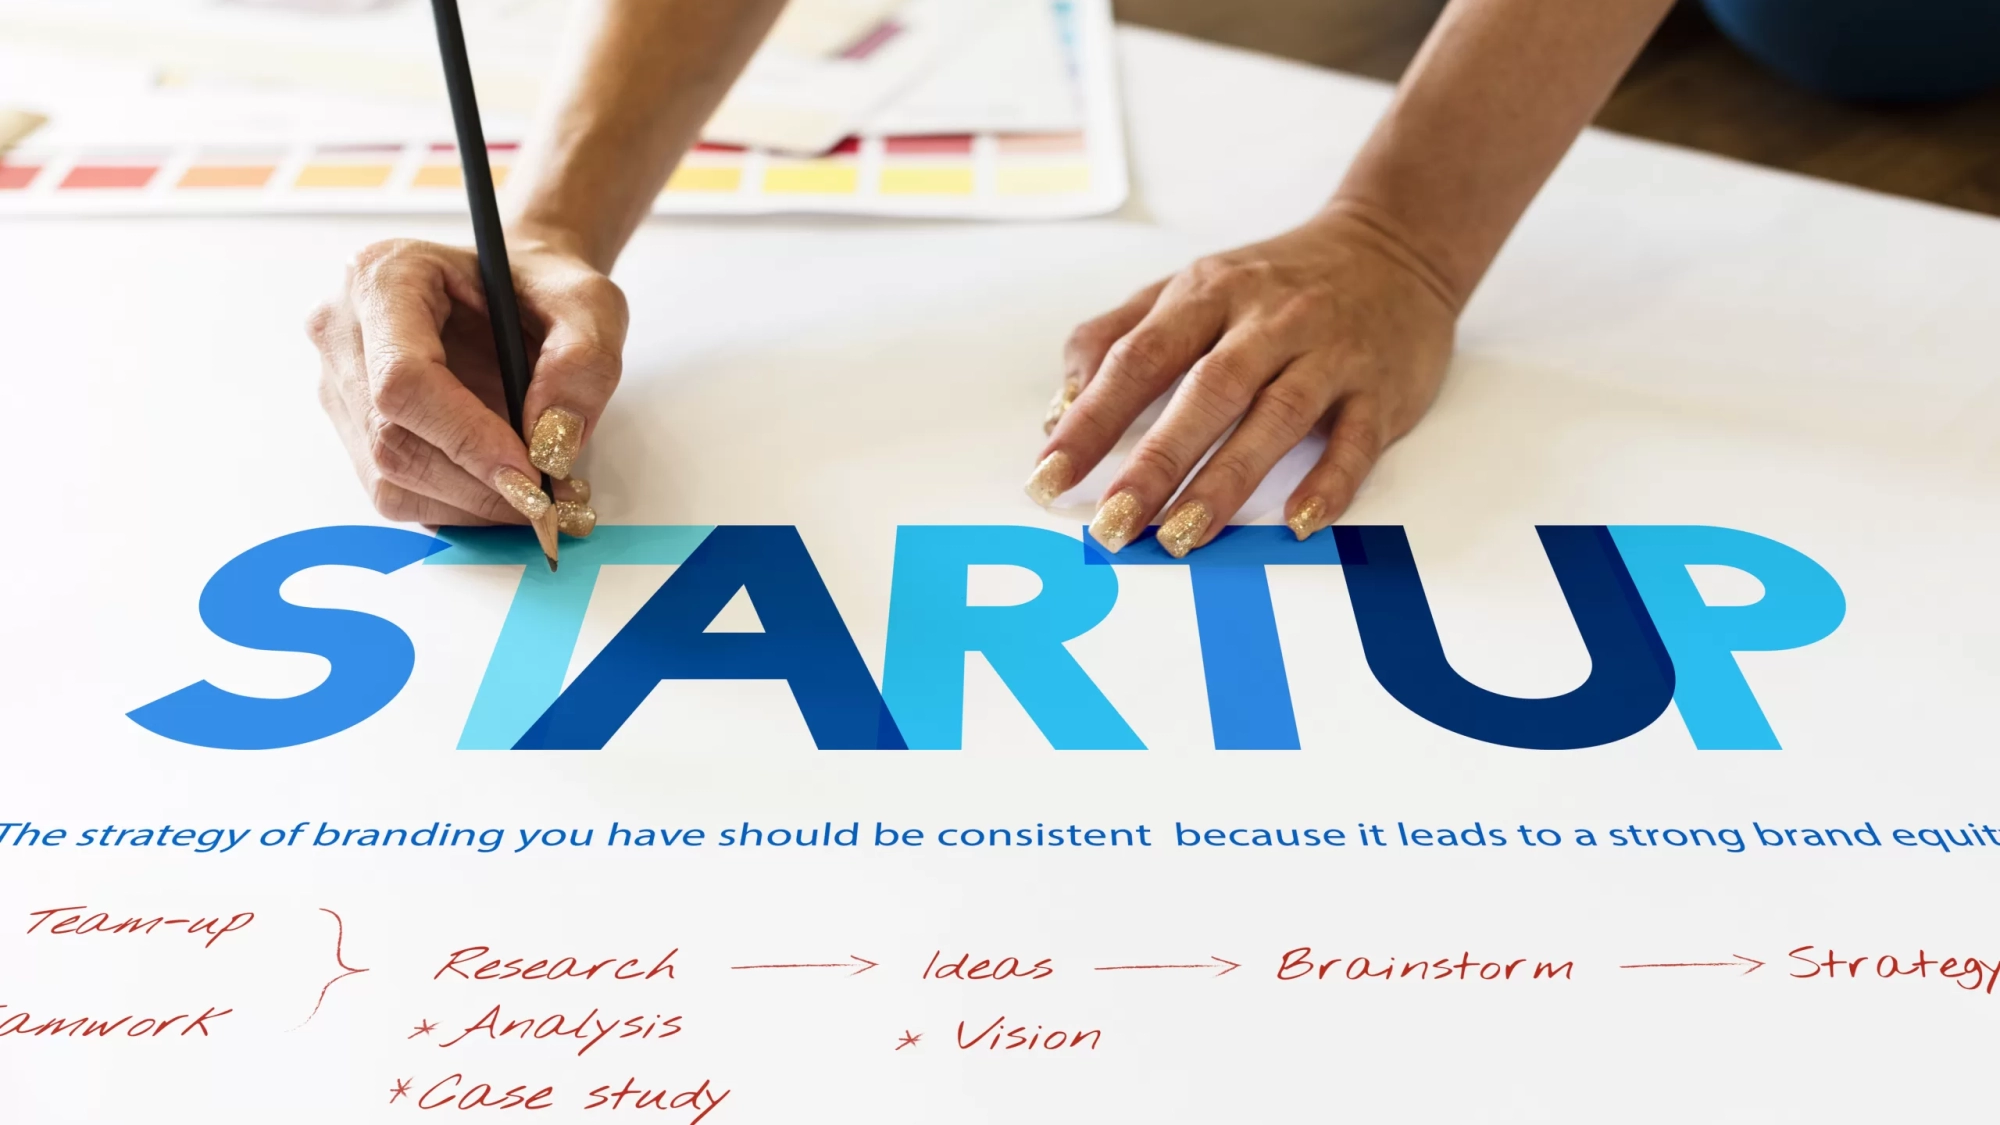 STARTUP
The strategy of branding you have should be consistent because it leads to a strong brand equit
Team-up
Research → Ideas → Brainstorm → Strategy
amwork
* Analysis
* Vision
*Case study